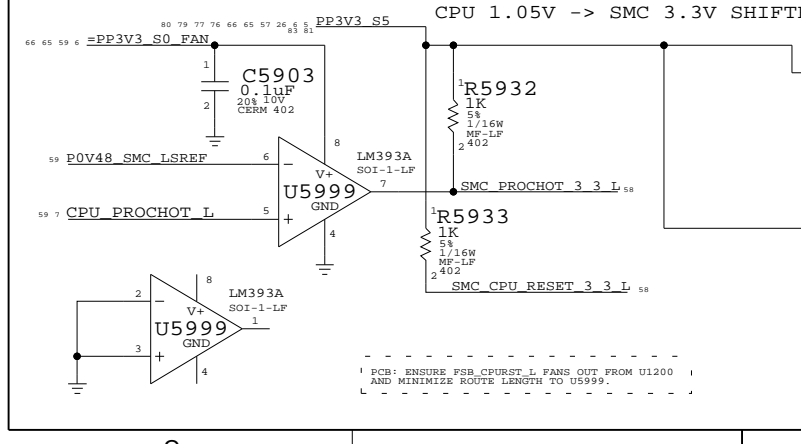 CPU 1.05V -> SMC 3.3V SHIFT
80 79 77 76 66 65 57 26 6 5 PP3V3_S5
83 81
66 65 59 6 =PP3V3_S0_FAN
1
C5903
0.1uF
20% 10V
CERM 402
2
1
R5932
1K
5%
1/16W
MF-LF
402
2
8
59 P0V48_SMC_LSREF 6
LM393A
SOI-1-LF
V+
U5999
GND
7
SMC_PROCHOT_3_3_L 58
59 7 CPU_PROCHOT_L 5
4
1
R5933
1K
5%
1/16W
MF-LF
402
2
SMC_CPU_RESET_3_3_L 58
8
2
LM393A
SOI-1-LF
V+
U5999
GND
1
3
4
PCB: ENSURE FSB_CPURST_L FANS OUT FROM U1200
AND MINIMIZE ROUTE LENGTH TO U5999.